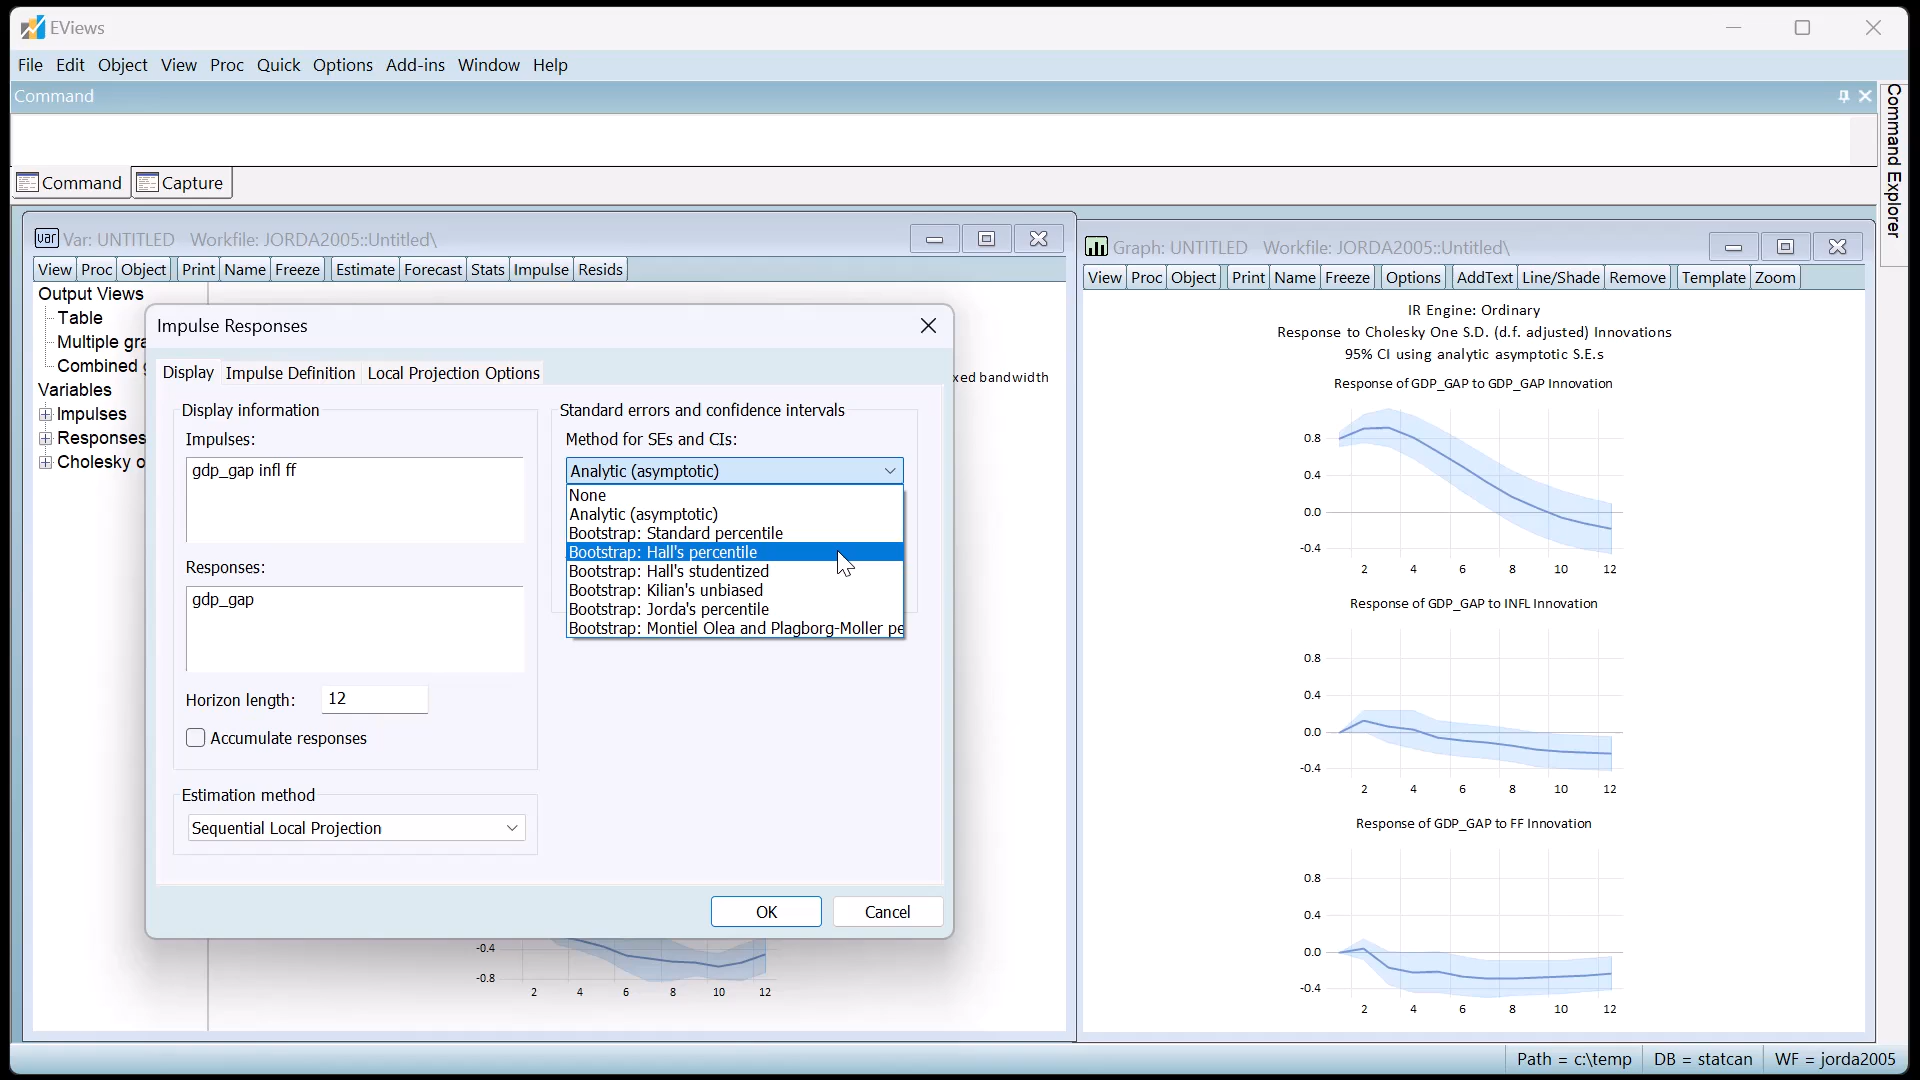 EViews
File Edit Object View Proc Quick Options Add-ins Window Help
Command
Command Explorer
Command Capture
Var: UNTITLED Workfile: JORDA2005::Untitled\
View Proc Object Print Name Freeze Estimate Forecast Stats Impulse Resids
Output Views
Table
Multiple gra
Combined
Variables
Impulses
Responses
Cholesky o
xed bandwidth
Impulse Responses
Display Impulse Definition Local Projection Options
Display information
Impulses:
gdp_gap infl ff
Responses:
gdp_gap
Horizon length: 12
Accumulate responses
Estimation method
Sequential Local Projection
Standard errors and confidence intervals
Method for SEs and CIs:
Analytic (asymptotic)
None
Analytic (asymptotic)
Bootstrap: Standard percentile
Bootstrap: Hall's percentile
Bootstrap: Hall's studentized
Bootstrap: Kilian's unbiased
Bootstrap: Jorda's percentile
Bootstrap: Montiel Olea and Plagborg-Moller pe
OK Cancel
-0.4
-0.8
2 4 6 8 10 12
Graph: UNTITLED Workfile: JORDA2005::Untitled\
View Proc Object Print Name Freeze Options AddText Line/Shade Remove Template Zoom
IR Engine: Ordinary
Response to Cholesky One S.D. (d.f. adjusted) Innovations
95% CI using analytic asymptotic S.E.s
Response of GDP_GAP to GDP_GAP Innovation
0.8
0.4
0.0
-0.4
2 4 6 8 10 12
Response of GDP_GAP to INFL Innovation
0.8
0.4
0.0
-0.4
2 4 6 8 10 12
Response of GDP_GAP to FF Innovation
0.8
0.4
0.0
-0.4
2 4 6 8 10 12
Path = c:\temp DB = statcan WF = jorda2005